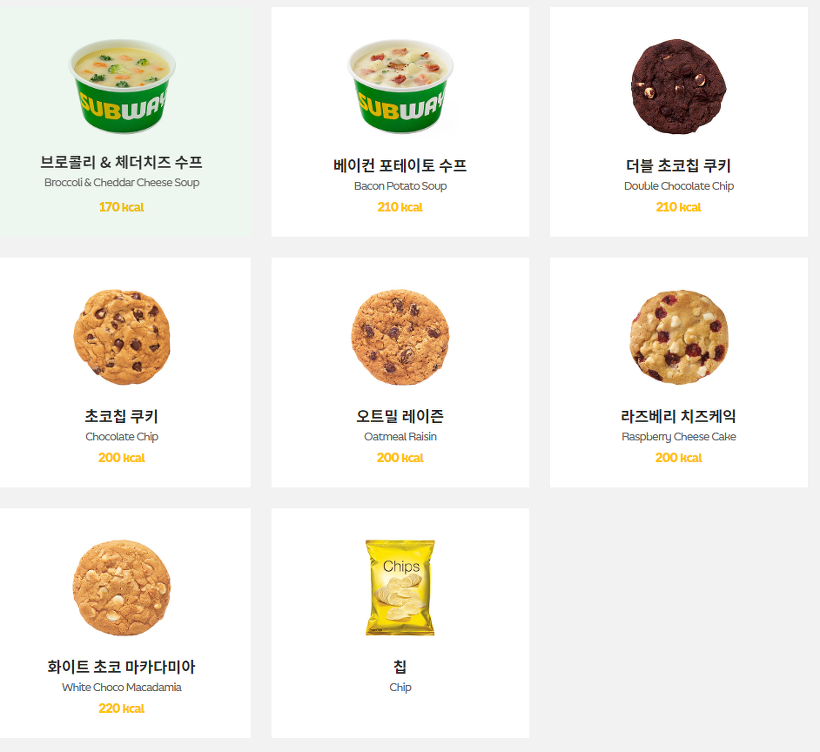 SUBWAY
브로콜리 & 체더치즈 수프
Broccoli & Cheddar Cheese Soup
170 kcal
SUBWAY
베이컨 포테이토 수프
Bacon Potato Soup
210 kcal
더블 초코칩 쿠키
Double Chocolate Chip
210 kcal
초코칩 쿠키
Chocolate Chip
200 kcal
오트밀 레이즌
Oatmeal Raisin
200 kcal
라즈베리 치즈케익
Raspberry Cheese Cake
200 kcal
화이트 초코 마카다미아
White Choco Macadamia
220 kcal
Chips
칩
Chip